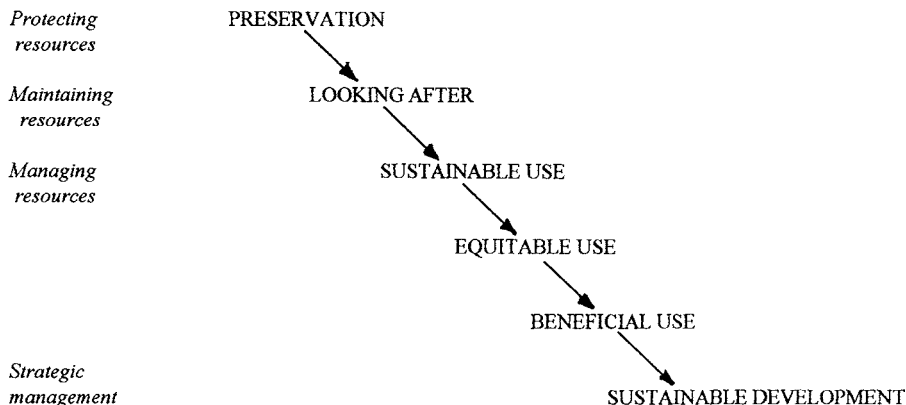 Protecting resources
PRESERVATION
Maintaining resources
LOOKING AFTER
Managing resources
SUSTAINABLE USE
EQUITABLE USE
BENEFICIAL USE
Strategic management
SUSTAINABLE DEVELOPMENT